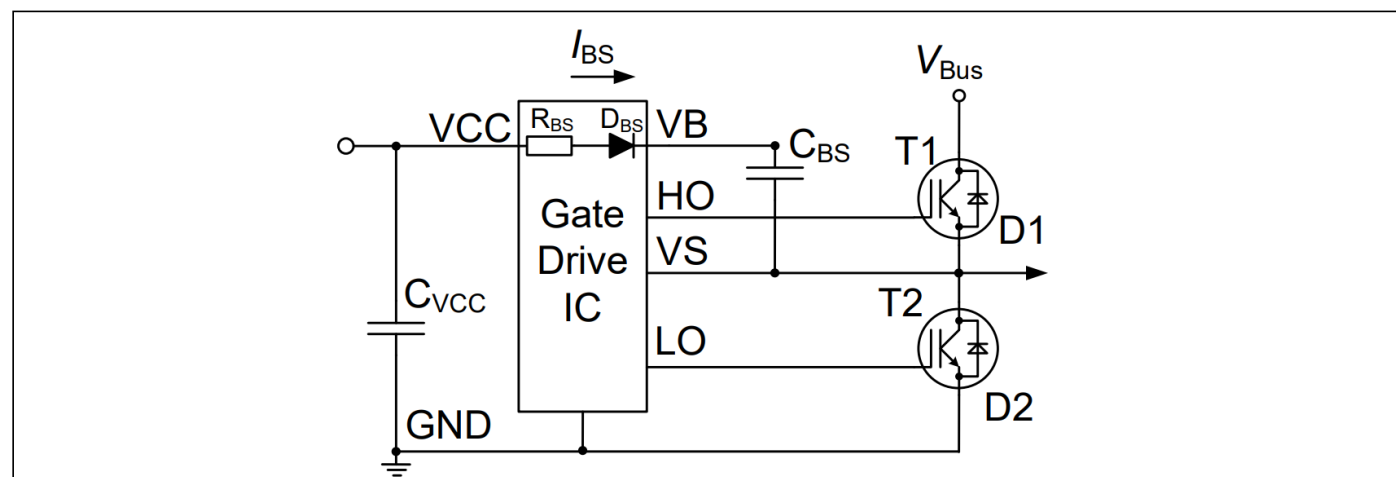 I_BS
V_Bus
VCC
R_BS
D_BS
VB
C_BS
T1
HO
Gate
Drive
IC
D1
VS
C_VCC
T2
LO
D2
GND